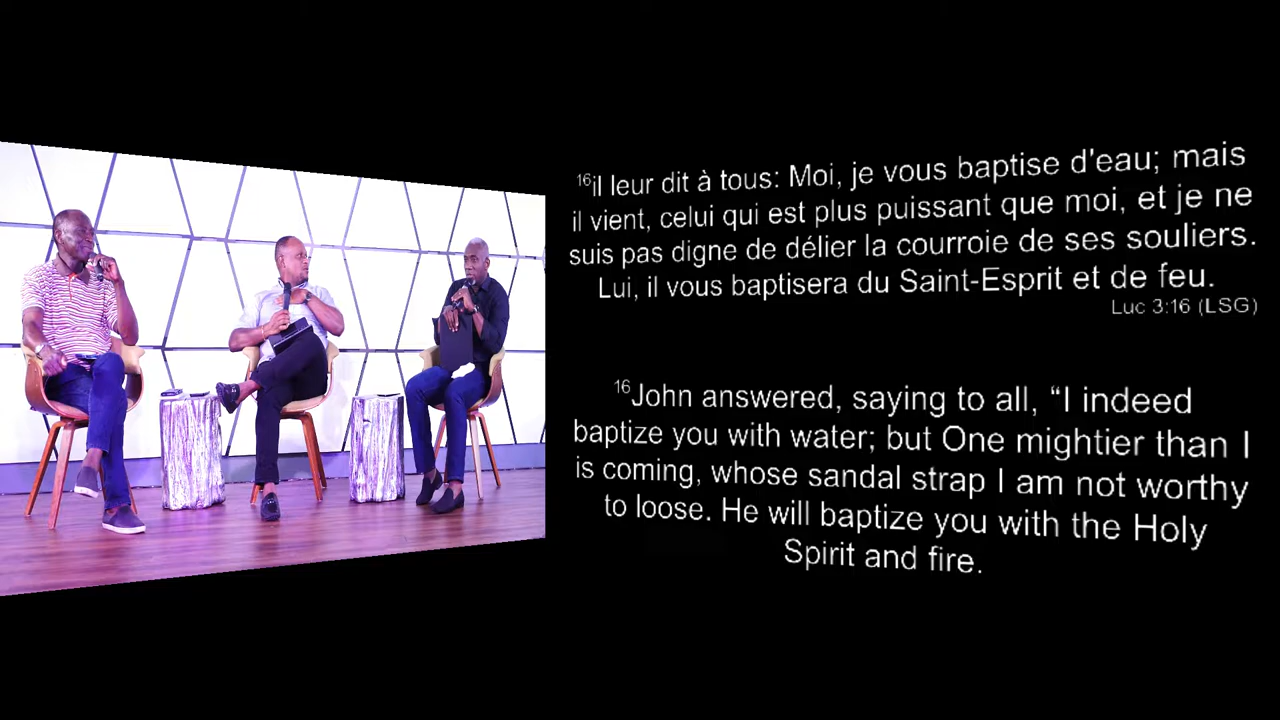 16il leur dit à tous: Moi, je vous baptise d'eau; mais
il vient, celui qui est plus puissant que moi, et je ne
suis pas digne de délier la courroie de ses souliers.
Lui, il vous baptisera du Saint-Esprit et de feu.
Luc 3:16 (LSG)
16John answered, saying to all, “I indeed
baptize you with water; but One mightier than I
is coming, whose sandal strap I am not worthy
to loose. He will baptize you with the Holy
Spirit and fire.